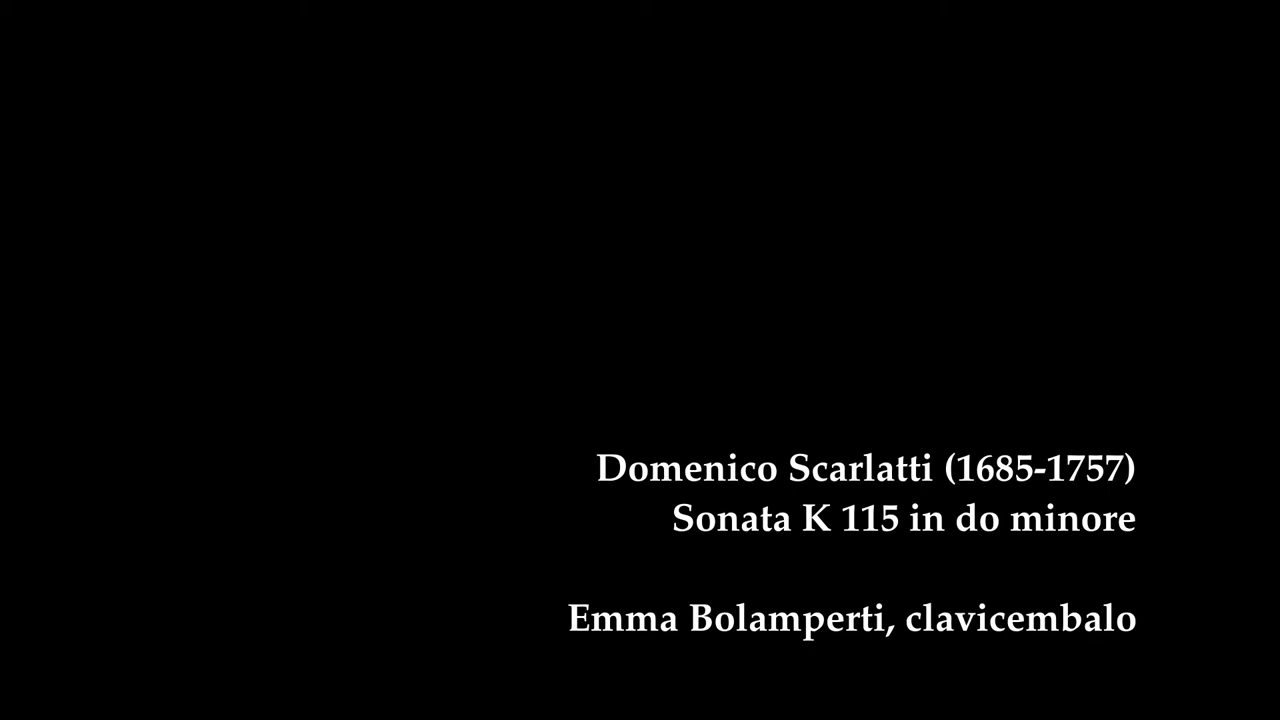 Domenico Scarlatti (1685-1757)
Sonata K 115 in do minore
Emma Bolamperti, clavicembalo